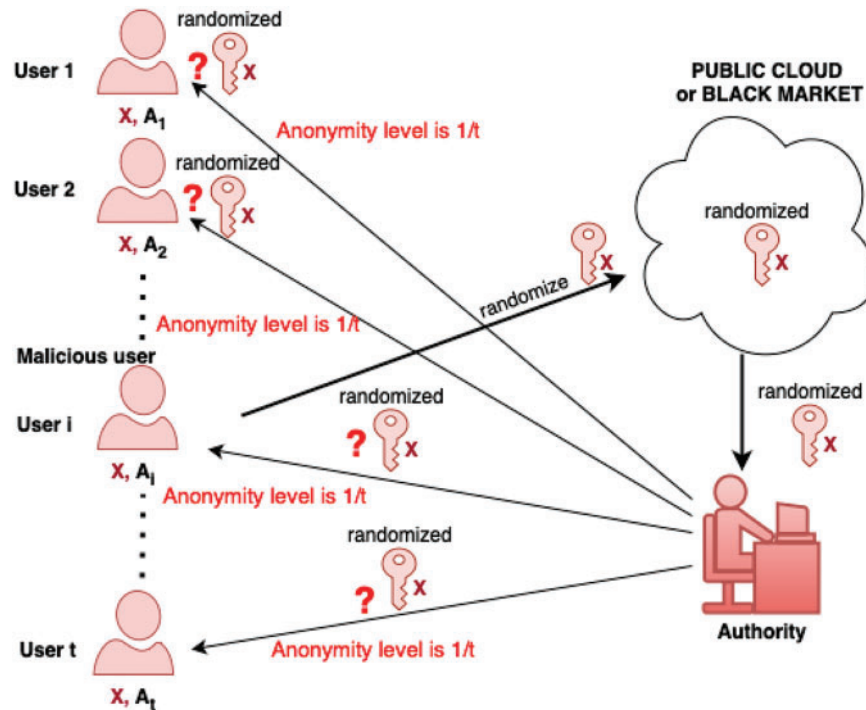 randomized
User 1
?
X
X, A₁
PUBLIC CLOUD
or BLACK MARKET
Anonymity level is 1/t
randomized
User 2
?
X
X, A₂
randomized
X
X
randomize
Anonymity level is 1/t
Malicious user
randomized
randomized
User i
?
X
X
X, Aᵢ
Anonymity level is 1/t
randomized
?
X
User t
Anonymity level is 1/t
Authority
X, Aₜ